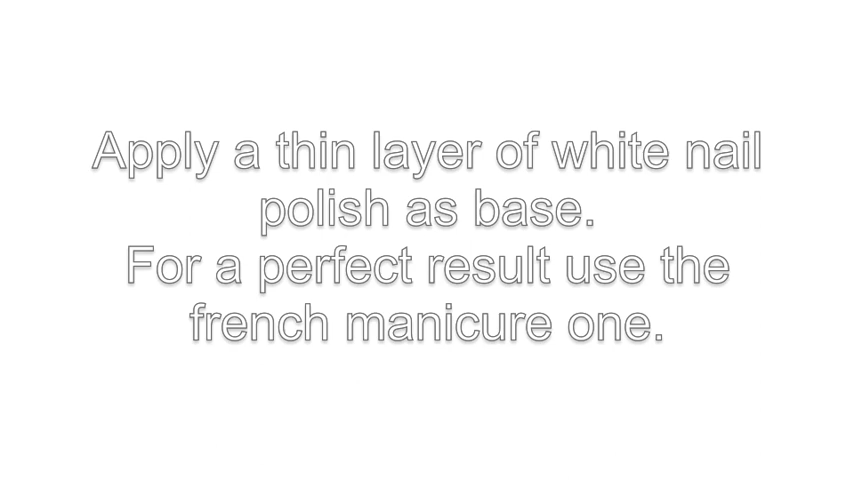 Apply a thin layer of white nail
polish as base.
For a perfect result use the
french manicure one.